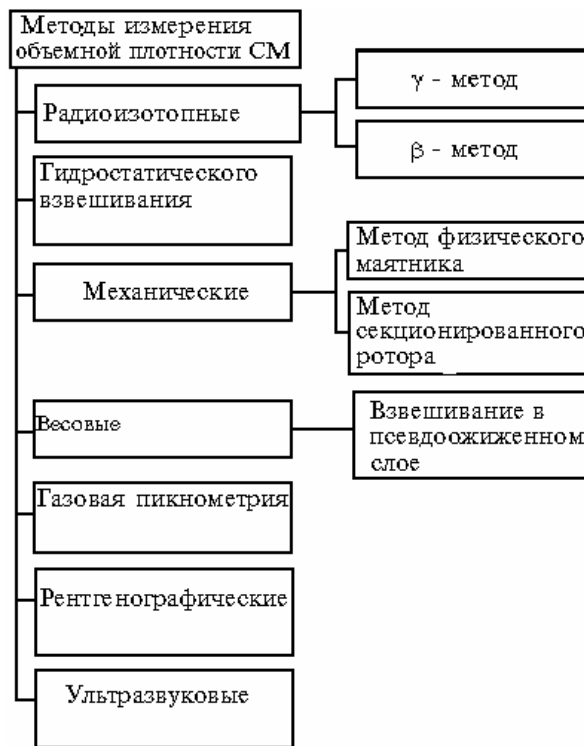 Методы измерения
объемной плотности СМ
Радиоизотопные
γ - метод
β - метод
Гидростатического
взвешивания
Механические
Метод физического
маятника
Метод
секционированного
ротора
Весовые
Взвешивание в
псевдоожиженном
слое
Газовая пикнометрия
Рентгенографические
Ультразвуковые